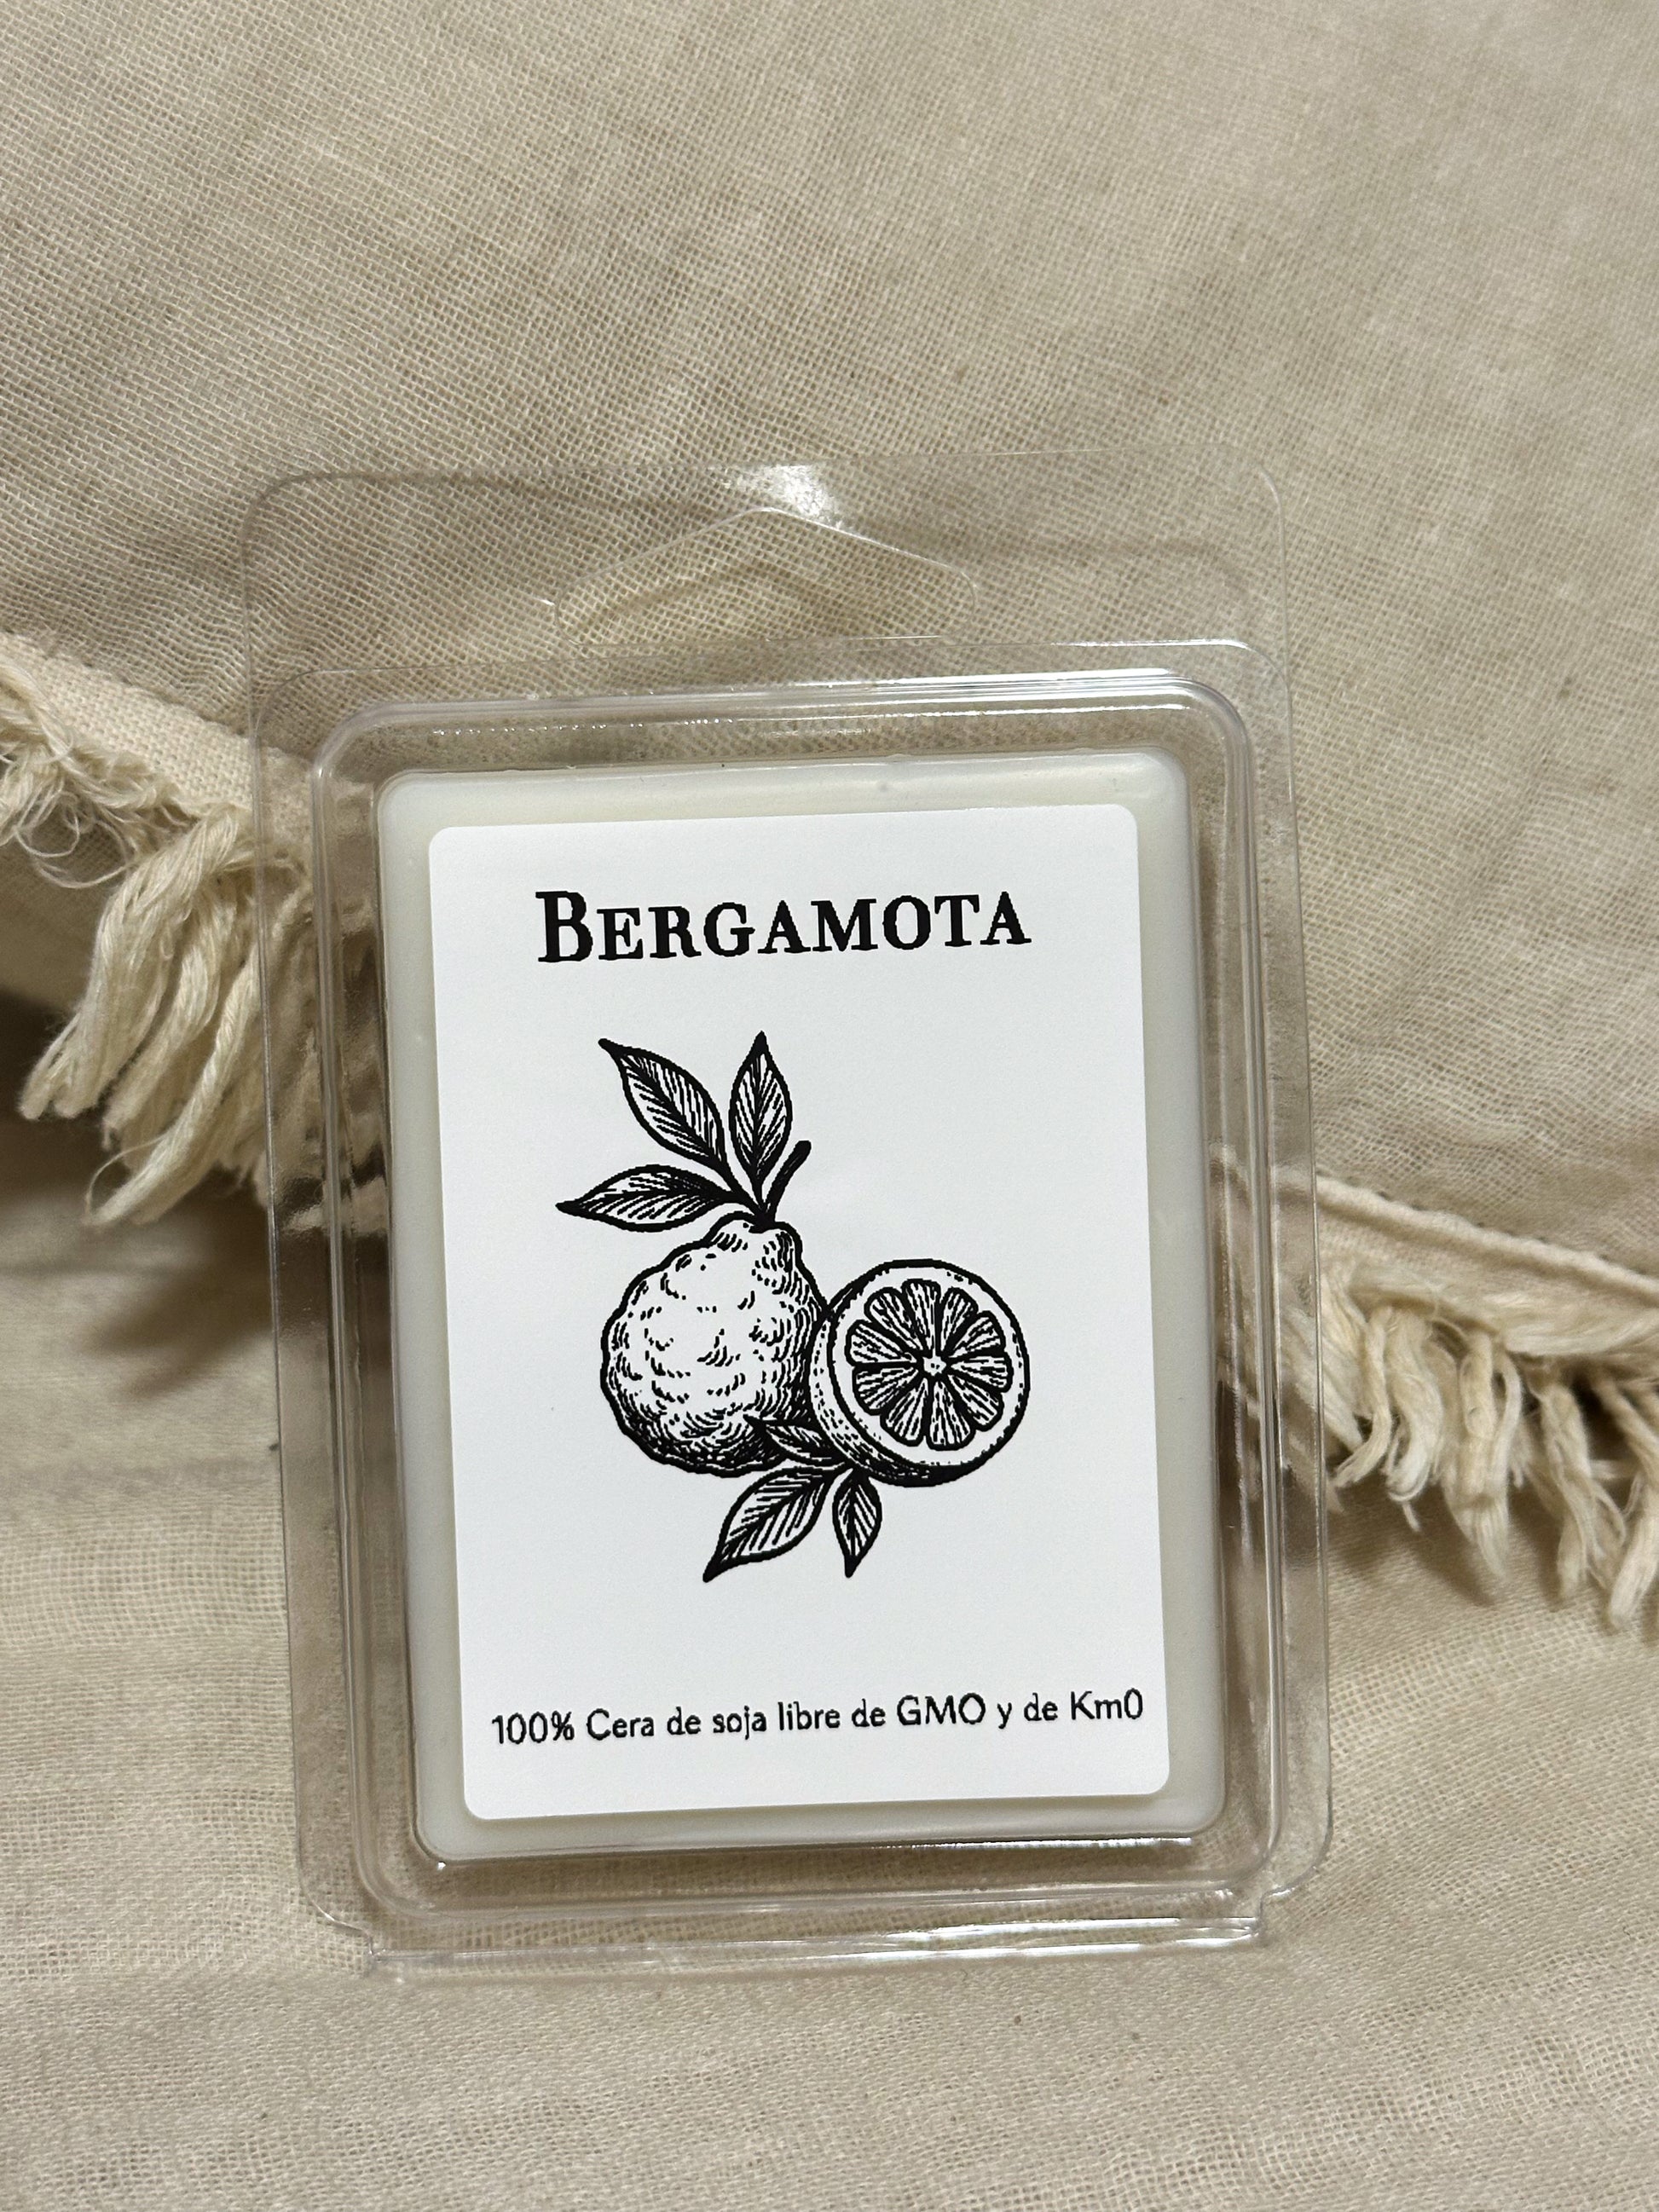 BERGAMOTA
100% Cera de soja libre de GMO y de Km0